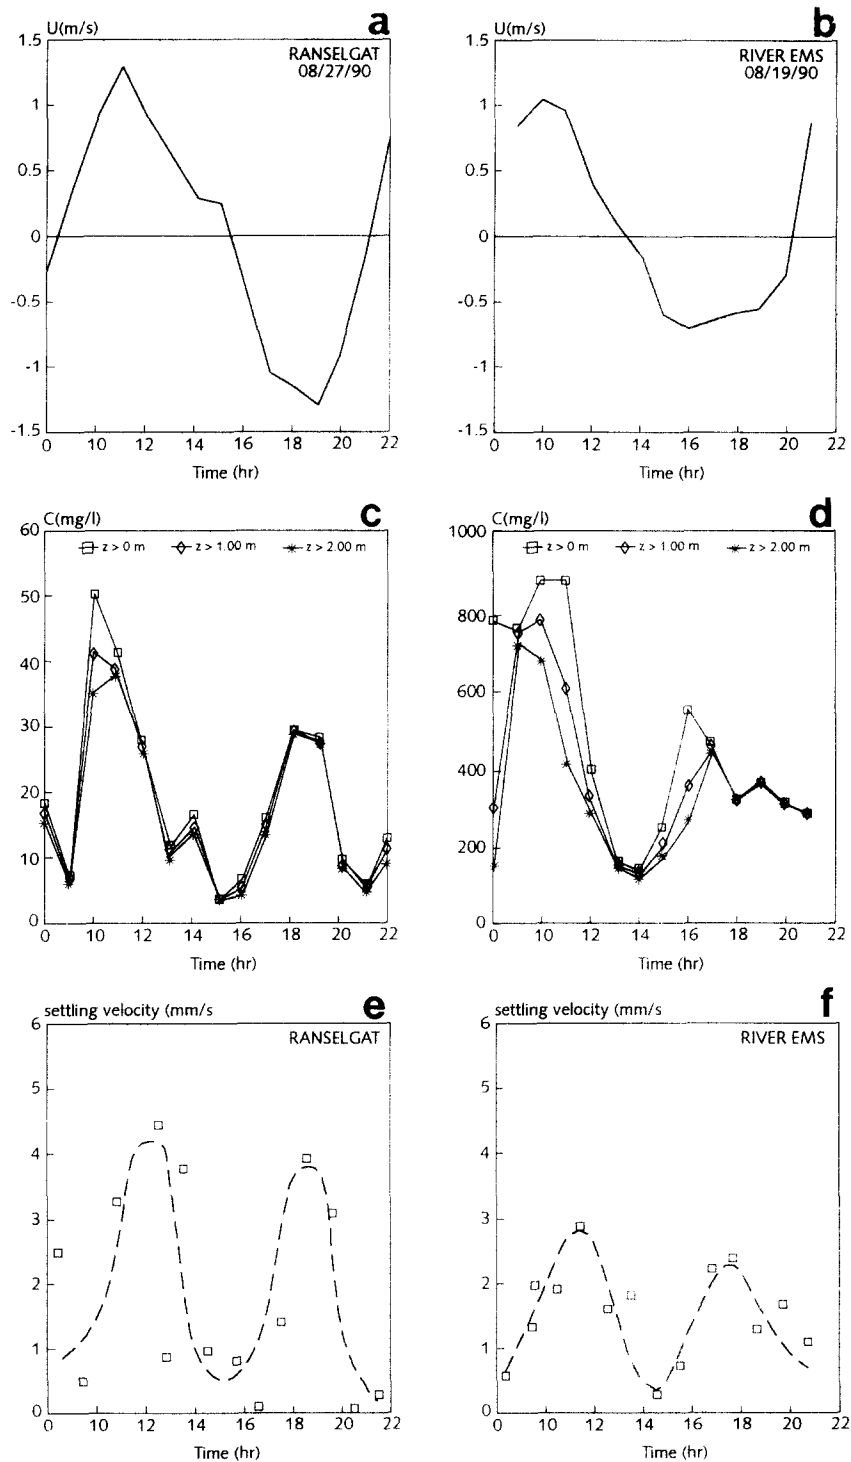 a
U(m/s)
RANSELGAT
08/27/90
1.5
1
0.5
0
-0.5
-1
-1.5
0 10 12 14 16 18 20 22
Time (hr)
b
U(m/s)
RIVER EMS
08/19/90
1.5
1
0.5
0
-0.5
-1
-1.5
0 10 12 14 16 18 20 22
Time (hr)
c
C(mg/l)
z > 0 m z > 1.00 m z > 2.00 m
60
50
40
30
20
10
0
0 10 12 14 16 18 20 22
Time (hr)
d
C(mg/l)
z > 0 m z > 1.00 m z > 2.00 m
1000
800
600
400
200
0
0 10 12 14 16 18 20 22
Time (hr)
e
settling velocity (mm/s
RANSELGAT
6
5
4
3
2
1
0
0 10 12 14 16 18 20 22
Time (hr)
f
settling velocity (mm/s
RIVER EMS
6
5
4
3
2
1
0
0 10 12 14 16 18 20 22
Time (hr)